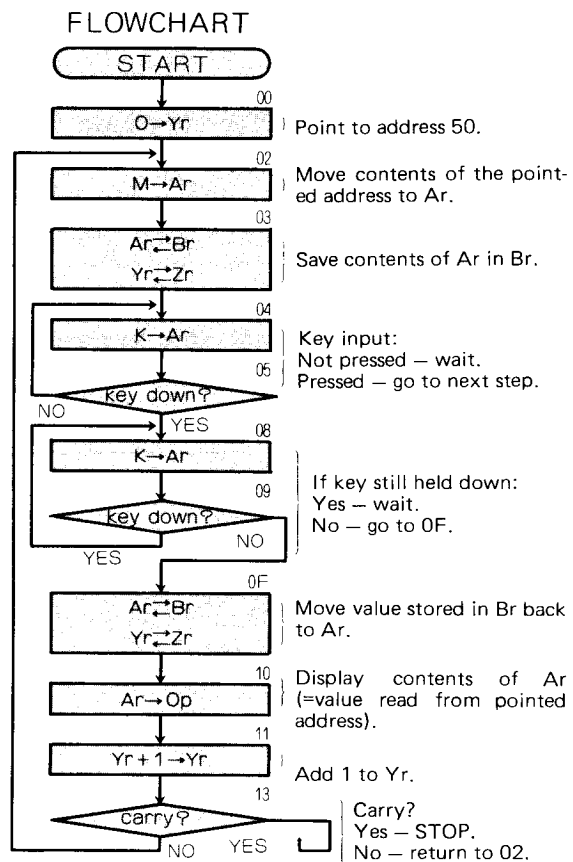 FLOWCHART
START
00
O→Yr
Point to address 50.
02
M→Ar
Move contents of the point-
ed address to Ar.
03
Ar⇄Br
Yr⇄Zr
Save contents of Ar in Br.
04
K→Ar
Key input:
Not pressed – wait.
Pressed – go to next step.
05
key down?
NO
YES
08
K→Ar
If key still held down:
Yes – wait.
No – go to 0F.
09
key down?
YES
NO
0F
Ar⇄Br
Yr⇄Zr
Move value stored in Br back
to Ar.
10
Ar→Op
Display contents of Ar
(=value read from pointed
address).
11
Yr+1→Yr
Add 1 to Yr.
13
carry?
NO
YES
Carry?
Yes – STOP.
No – return to 02.